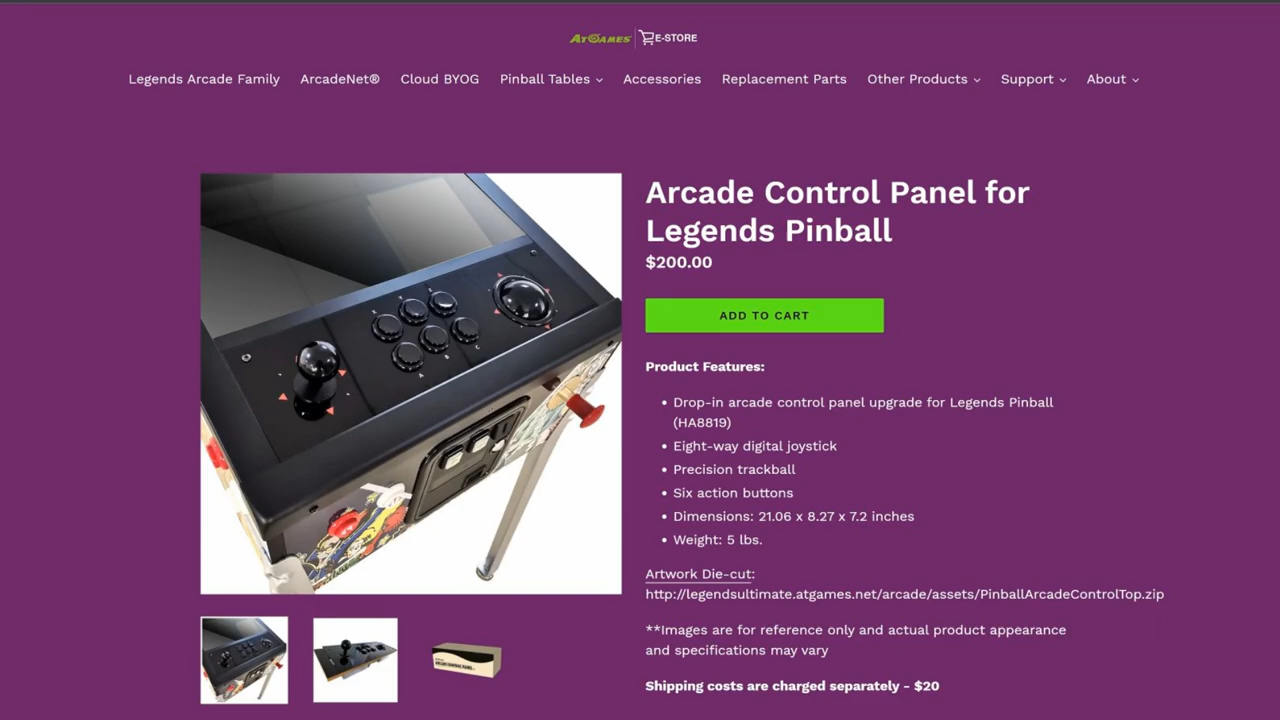 ATGAMES E-STORE
Legends Arcade Family ArcadeNet® Cloud BYOG Pinball Tables Accessories Replacement Parts Other Products Support About
Arcade Control Panel for
Legends Pinball
$200.00
ADD TO CART
Product Features:
• Drop-in arcade control panel upgrade for Legends Pinball
(HA8819)
• Eight-way digital joystick
• Precision trackball
• Six action buttons
• Dimensions: 21.06 x 8.27 x 7.2 inches
• Weight: 5 lbs.
Artwork Die-cut:
http://legendsultimate.atgames.net/arcade/assets/PinballArcadeControlTop.zip
**Images are for reference only and actual product appearance
and specifications may vary
Shipping costs are charged separately - $20